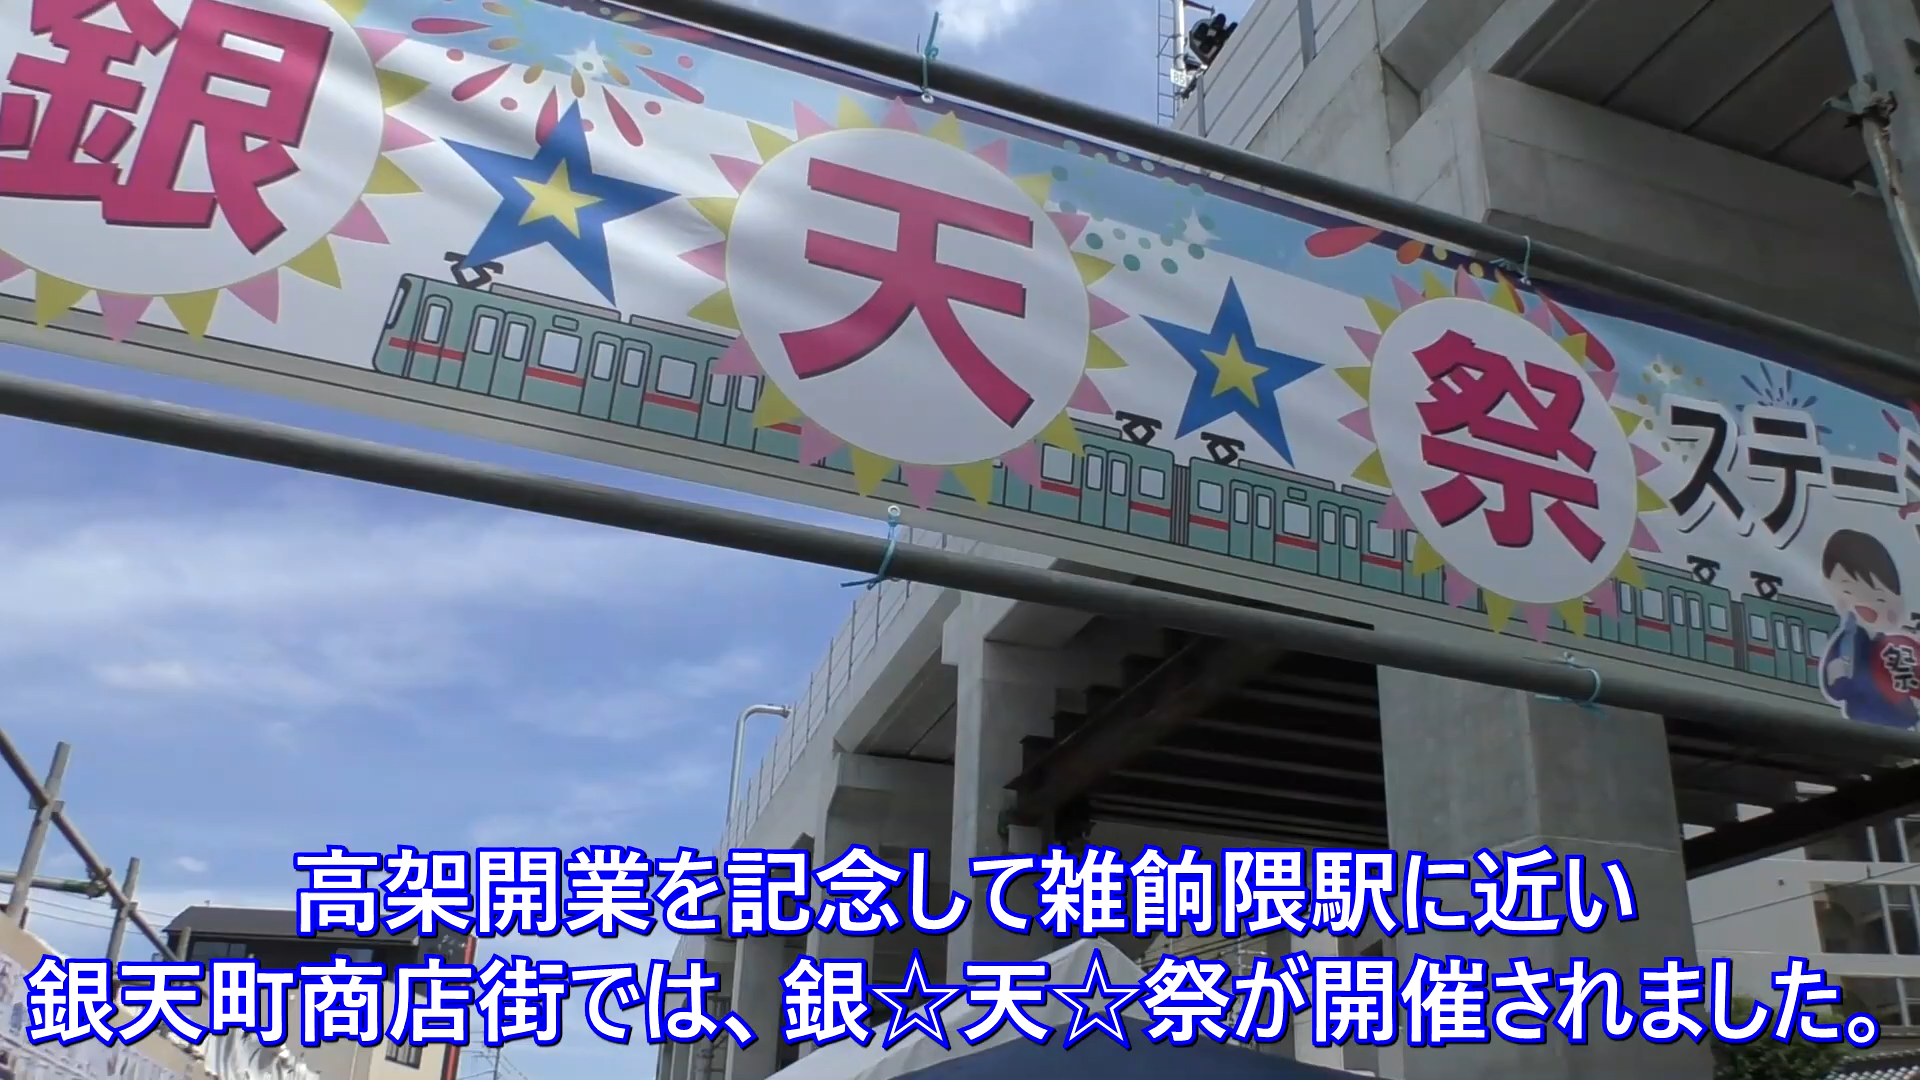 銀☆天☆祭 ステー
祭
高架開業を記念して雑餉隈駅に近い
銀天町商店街では、銀☆天☆祭が開催されました。